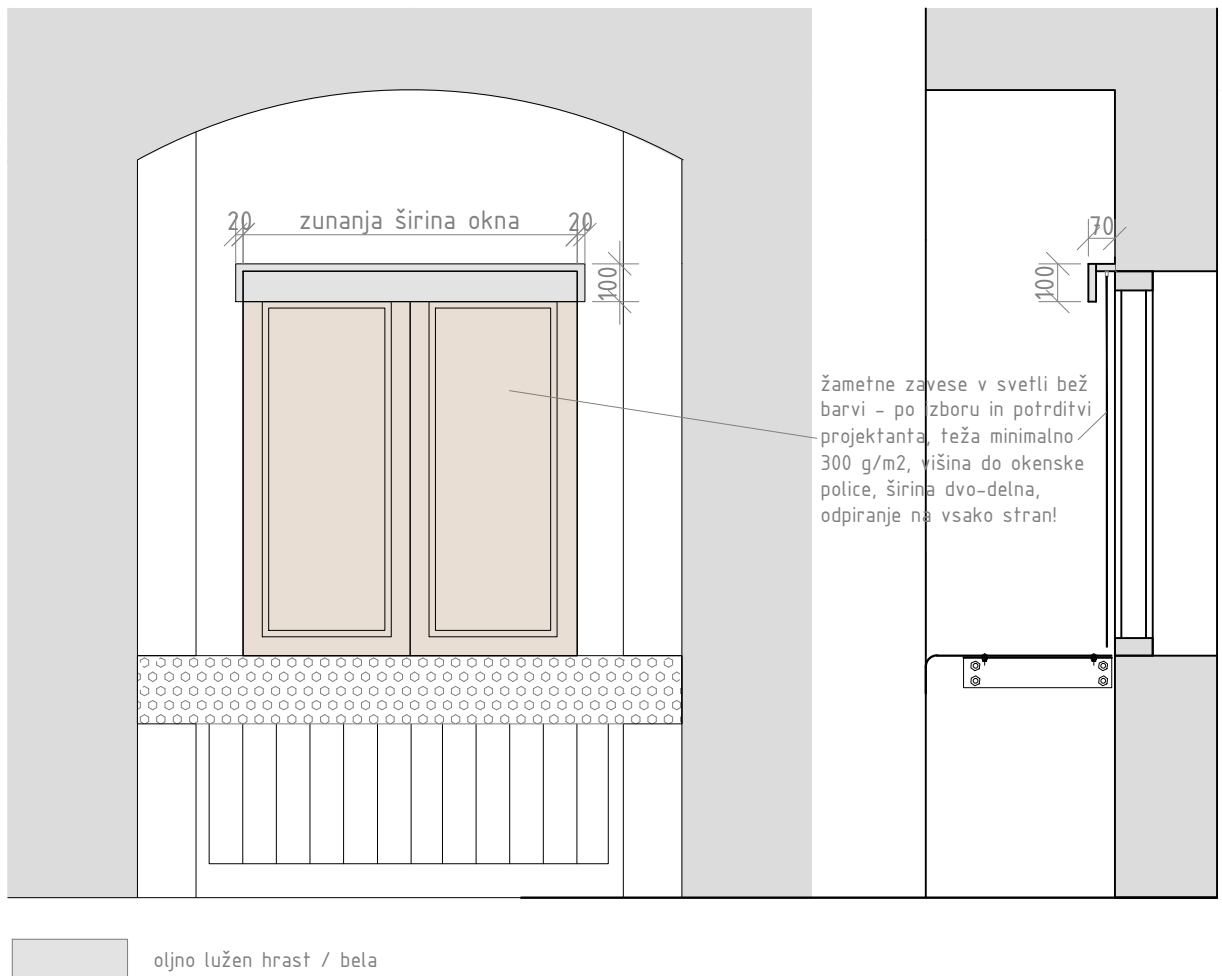 20 zunanja širina okna 20
70
100
100
žametne zavese v svetli bež
barvi - po izboru in potrditvi
projektanta, teža minimalno
300 g/m2, višina do okenske
police, širina dvo-delna,
odpiranje na vsako stran!
oljno lužen hrast / bela